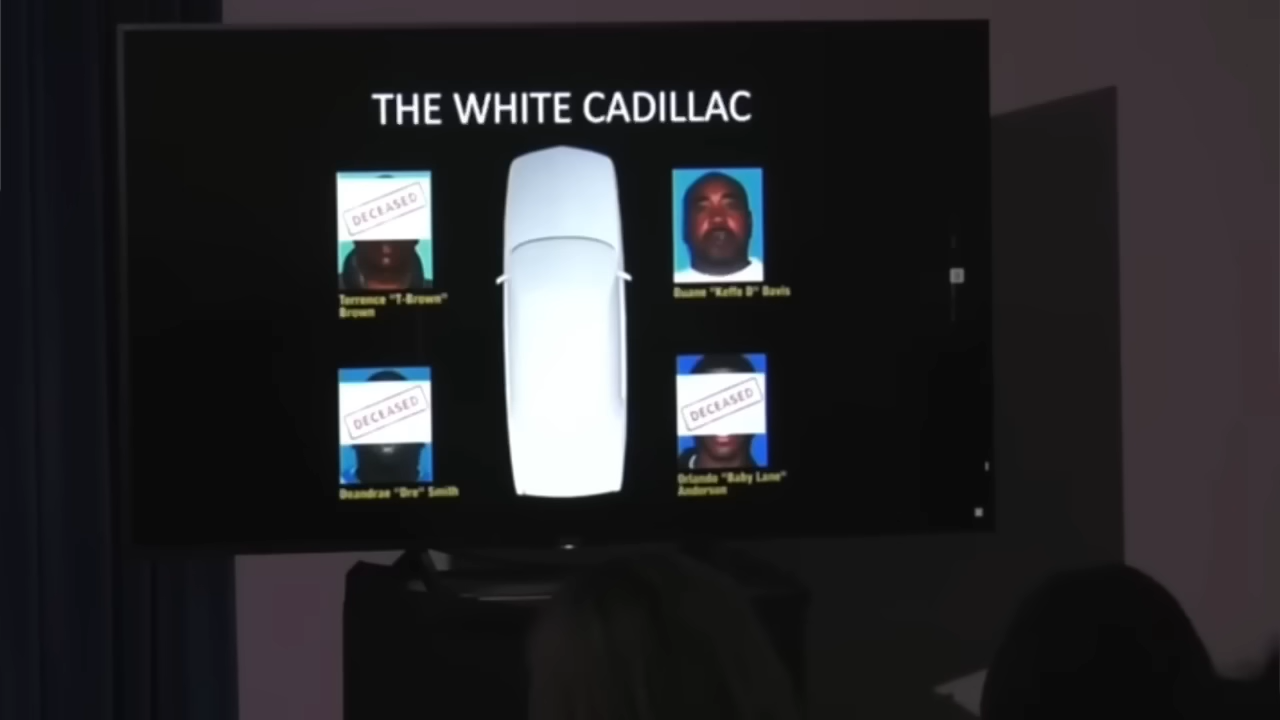 THE WHITE CADILLAC
DECEASED
Terrence "T-Brown"
Brown
Duane "Keffe D" Davis
DECEASED
Deandrae "Dre" Smith
DECEASED
Orlando "Baby Lane"
Anderson